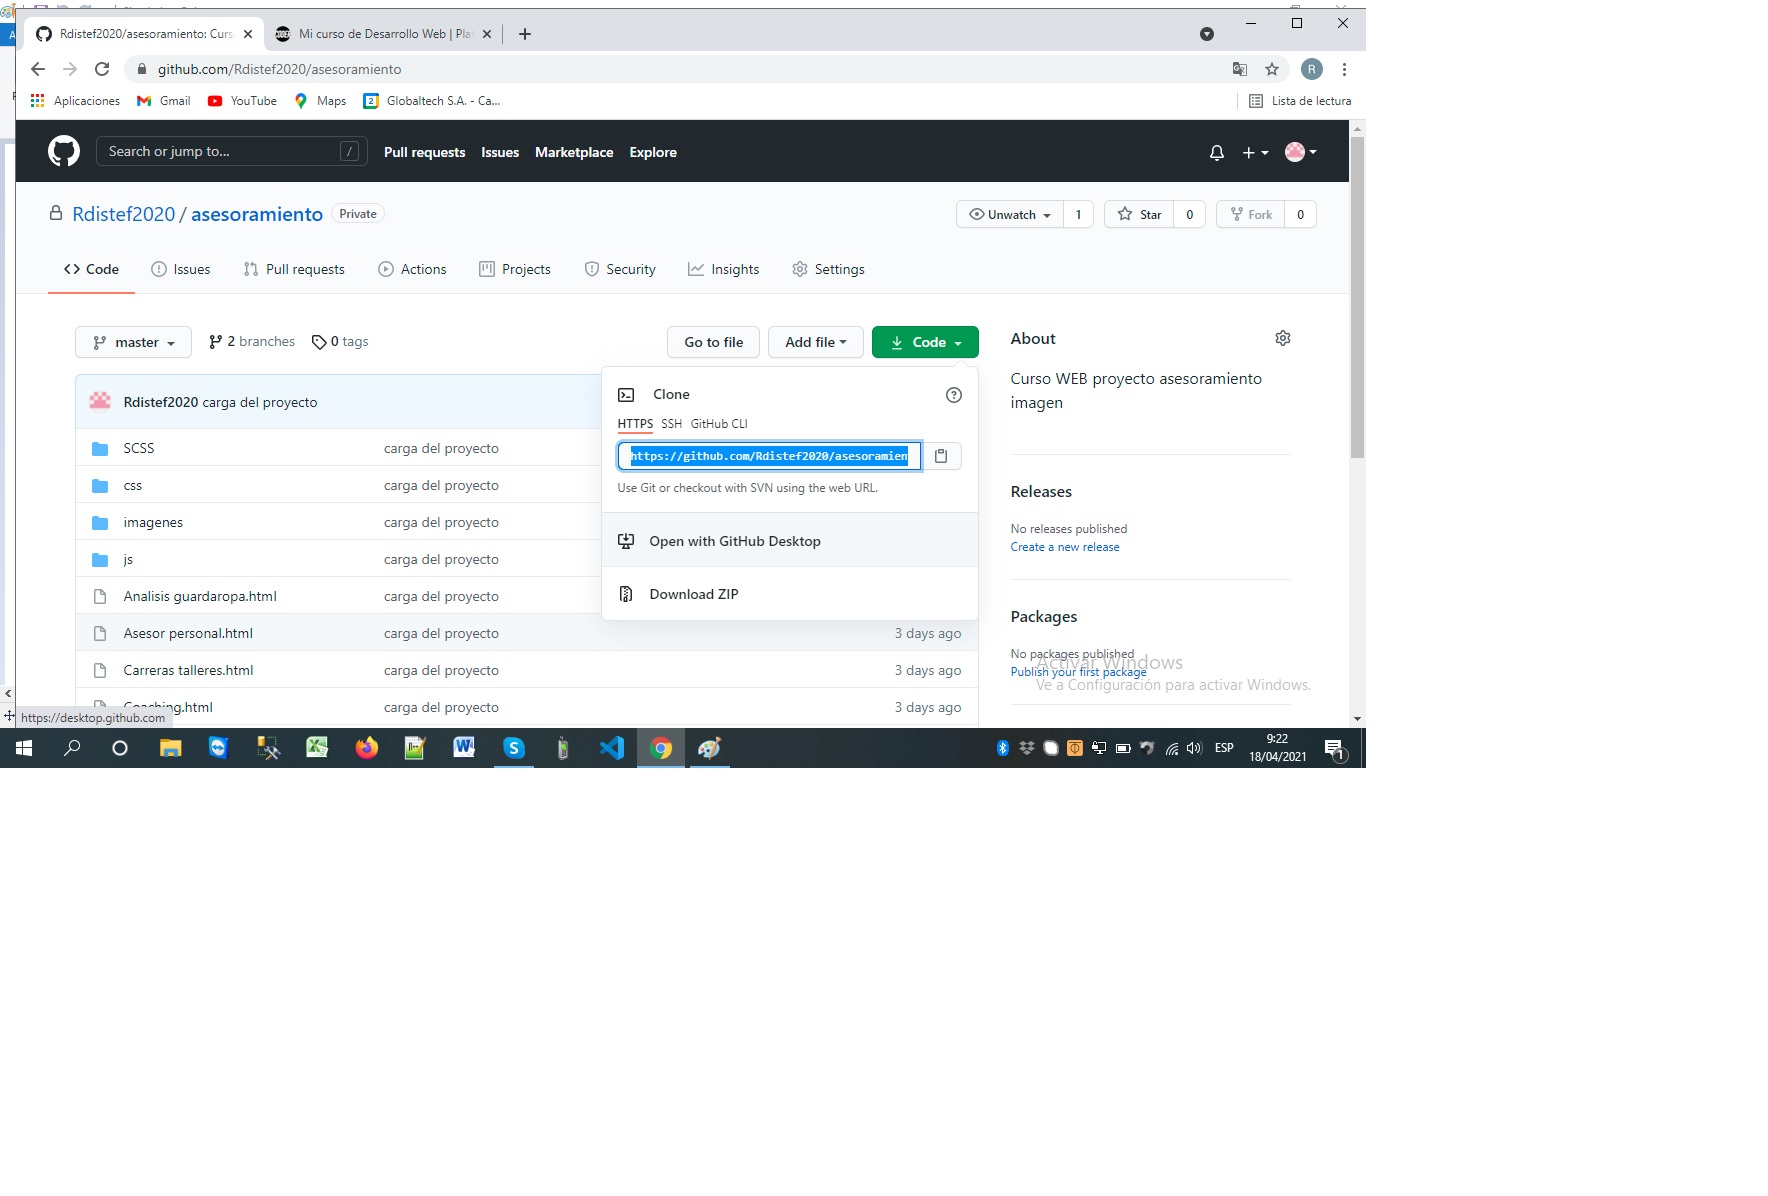 Rdistef2020/asesoramiento: Curs
Mi curso de Desarrollo Web | Pla
github.com/Rdistef2020/asesoramiento
R
Aplicaciones
Gmail
YouTube
Maps
2
Globaltech S.A. - Ca...
Lista de lectura
Search or jump to...
/
Pull requests
Issues
Marketplace
Explore
Rdistef2020 / asesoramiento
Private
Unwatch
1
Star
0
Fork
0
Code
Issues
Pull requests
Actions
Projects
Security
Insights
Settings
master
2 branches
0 tags
Go to file
Add file
Code
About
Curso WEB proyecto asesoramiento
imagen
Rdistef2020 carga del proyecto
Clone
HTTPS
SSH
GitHub CLI
https://github.com/Rdistef2020/asesoramien
Use Git or checkout with SVN using the web URL.
Open with GitHub Desktop
Download ZIP
SCSS
carga del proyecto
css
carga del proyecto
imagenes
carga del proyecto
js
carga del proyecto
Analisis guardaropa.html
carga del proyecto
Asesor personal.html
carga del proyecto
3 days ago
Carreras talleres.html
carga del proyecto
3 days ago
Coaching.html
carga del proyecto
3 days ago
Releases
No releases published
Create a new release
Packages
No packages published
Publish your first package
Activar Windows
Ve a Configuración para activar Windows.
https://desktop.github.com
ESP
9:22
18/04/2021
1